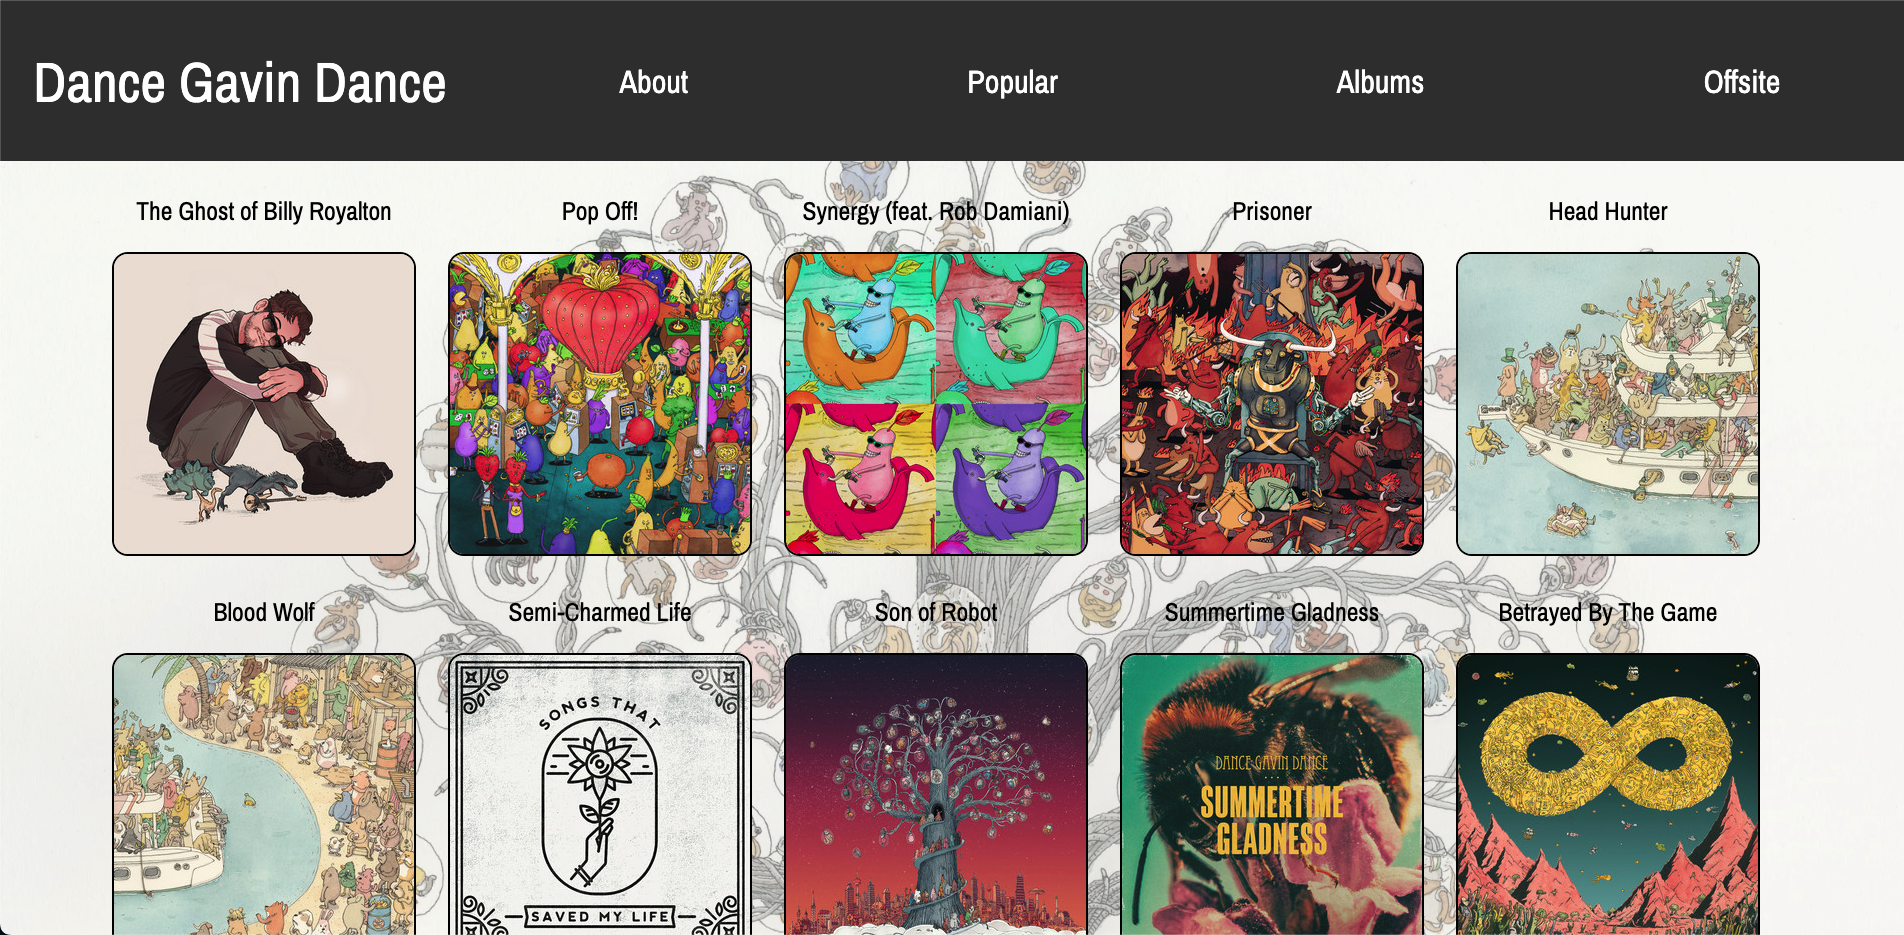 Dance Gavin Dance
About
Popular
Albums
Offsite
The Ghost of Billy Royalton
Pop Off!
Synergy (feat. Rob Damiani)
Prisoner
Head Hunter
Blood Wolf
Semi-Charmed Life
Son of Robot
Summertime Gladness
Betrayed By The Game
SONGS THAT
SAVED MY LIFE
DANCE GAVIN DANCE
SUMMERTIME
GLADNESS